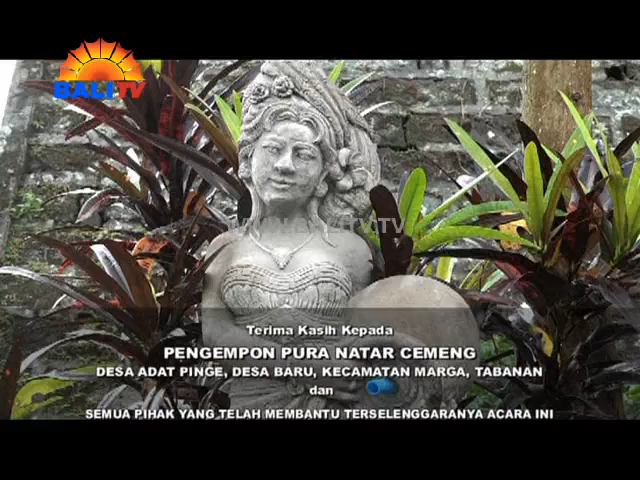 BALI TV
Terima Kasih Kepada
PENGEMPON PURA NATAR CEMENG
DESA ADAT PINGE, DESA BARU, KECAMATAN MARGA, TABANAN
dan
SEMUA PIHAK YANG TELAH MEMBANTU TERSELENGGARANYA ACARA INI